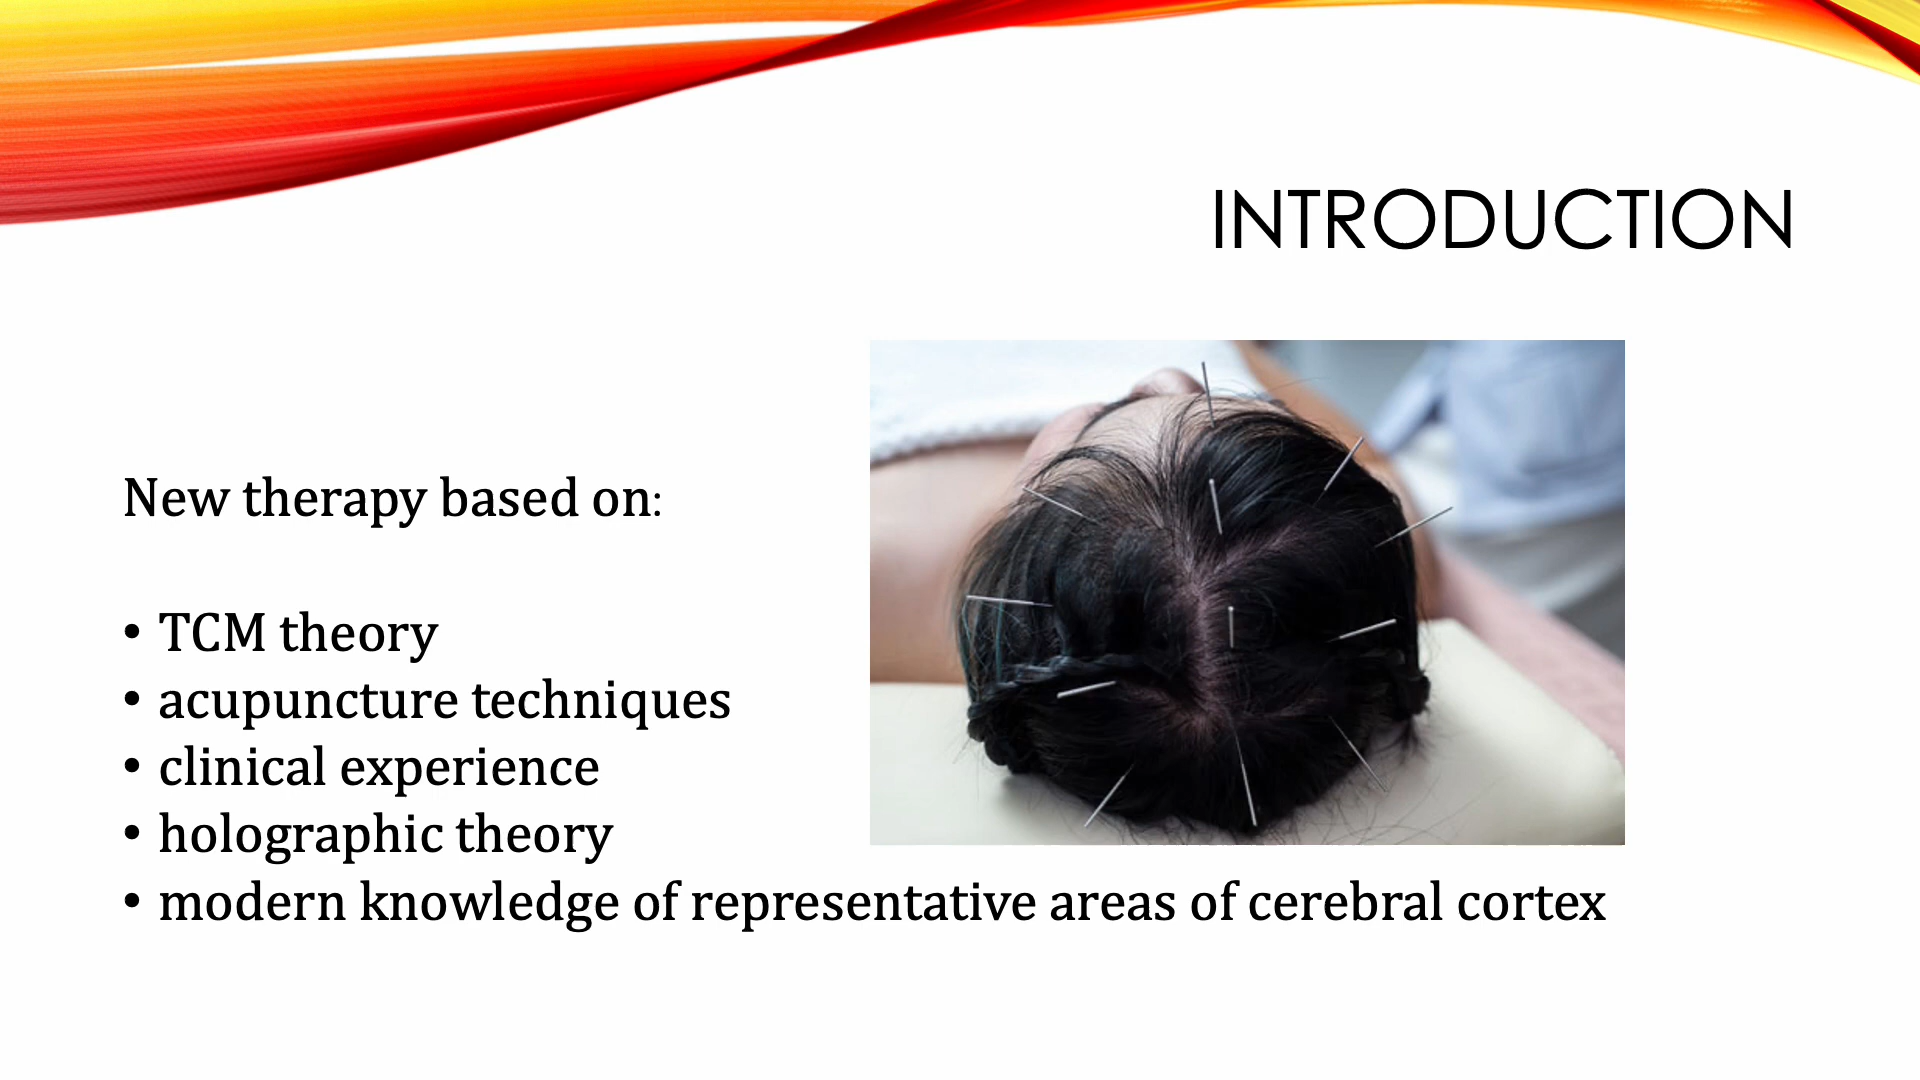 INTRODUCTION
New therapy based on:
• TCM theory
• acupuncture techniques
• clinical experience
• holographic theory
• modern knowledge of representative areas of cerebral cortex